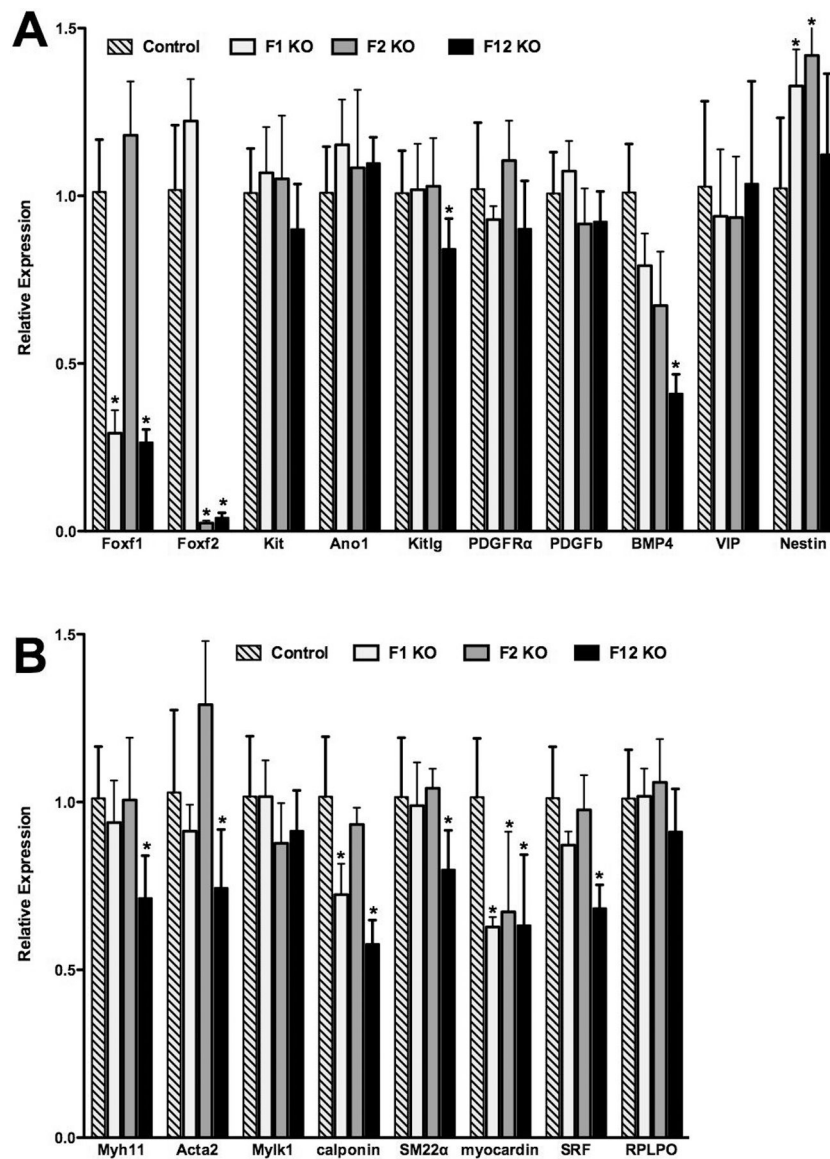 A
Control F1 KO F2 KO F12 KO
1.5
1.0
0.5
0.0
Relative Expression
* * * * * * * *
Foxf1 Foxf2 Kit Ano1 Kitlg PDGFRα PDGFb BMP4 VIP Nestin
B
Control F1 KO F2 KO F12 KO
1.5
1.0
0.5
0.0
Relative Expression
* * * * * * * * *
Myh11 Acta2 Mylk1 calponin SM22α myocardin SRF RPLPO